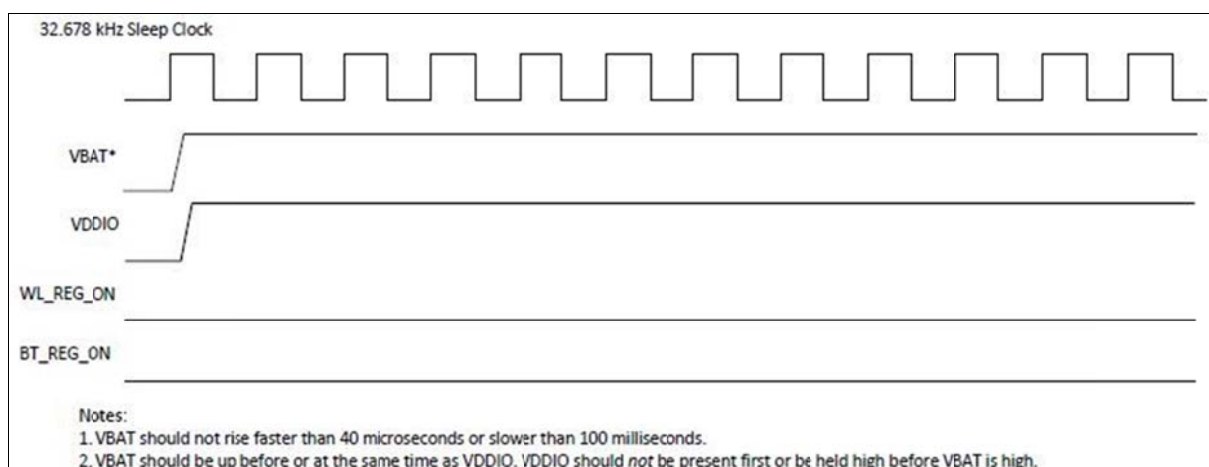 32.678 kHz Sleep Clock
VBAT*
VDDIO
WL_REG_ON
BT_REG_ON
Notes:
1. VBAT should not rise faster than 40 microseconds or slower than 100 milliseconds.
2. VBAT should be up before or at the same time as VDDIO. VDDIO should not be present first or be held high before VBAT is high.